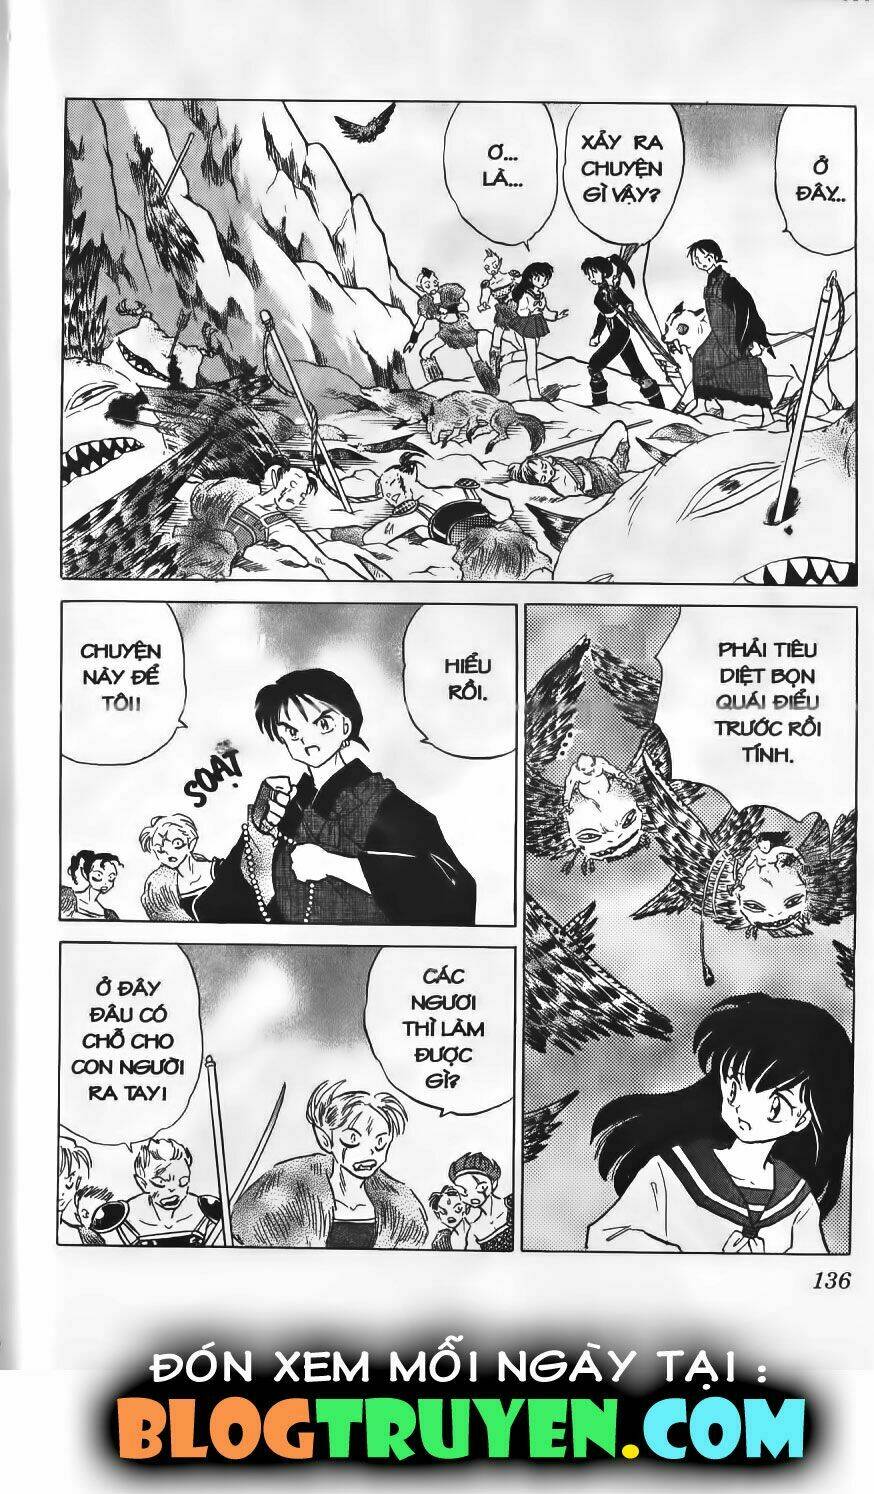 Ở
ĐÂY...
XẢY RA
CHUYỆN
GÌ VẬY?
Ơ...
LÀ...
PHẢI TIÊU
DIỆT BỌN
QUÁI ĐIỂU
TRƯỚC RỒI
TÍNH.
HIỂU
RỒI.
CHUYỆN
NÀY ĐỂ
TÔI!
SOẠT
CÁC
NGƯƠI
THÌ LÀM
ĐƯỢC
GÌ?
Ở ĐÂY
ĐÂU CÓ
CHỖ CHO
CON NGƯỜI
RA TAY!
136
ĐÓN XEM MỖI NGÀY TẠI :
BLOGTRUYEN.COM